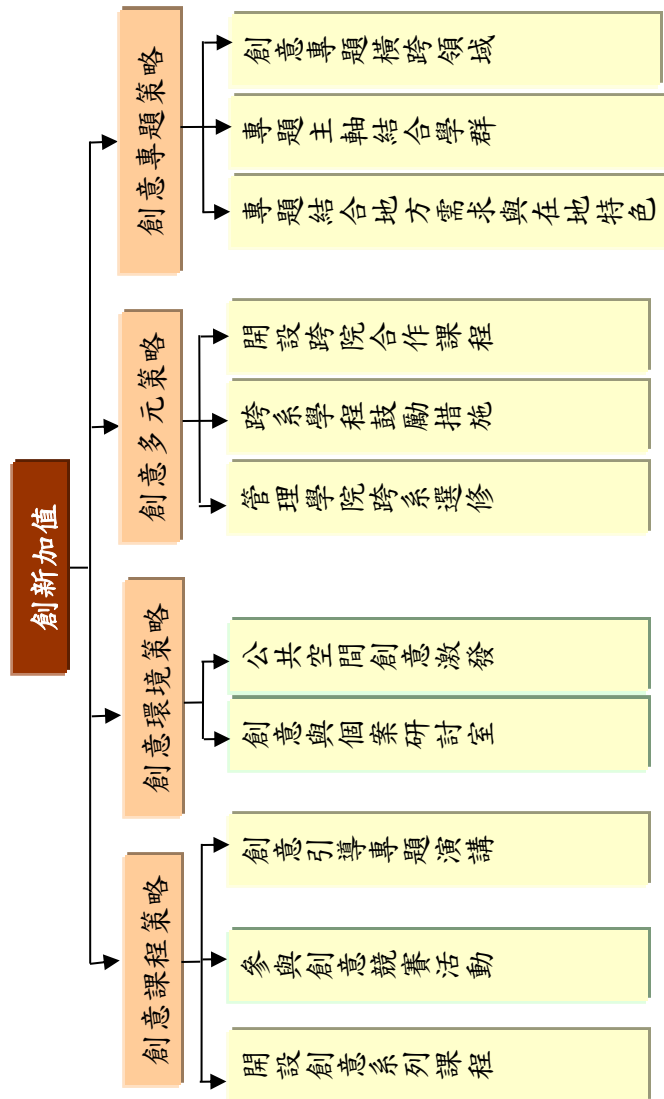 創新加值
創意課程策略
開設創意系列課程
參與創意競賽活動
創意引導專題演講
創意環境策略
創意與個案研討室
公共空間創意激發
創意多元策略
管理學院跨系選修
跨系學程鼓勵措施
開設跨院合作課程
創意專題策略
專題結合地方需求與在地特色
專題主軸結合學群
創意專題橫跨領域